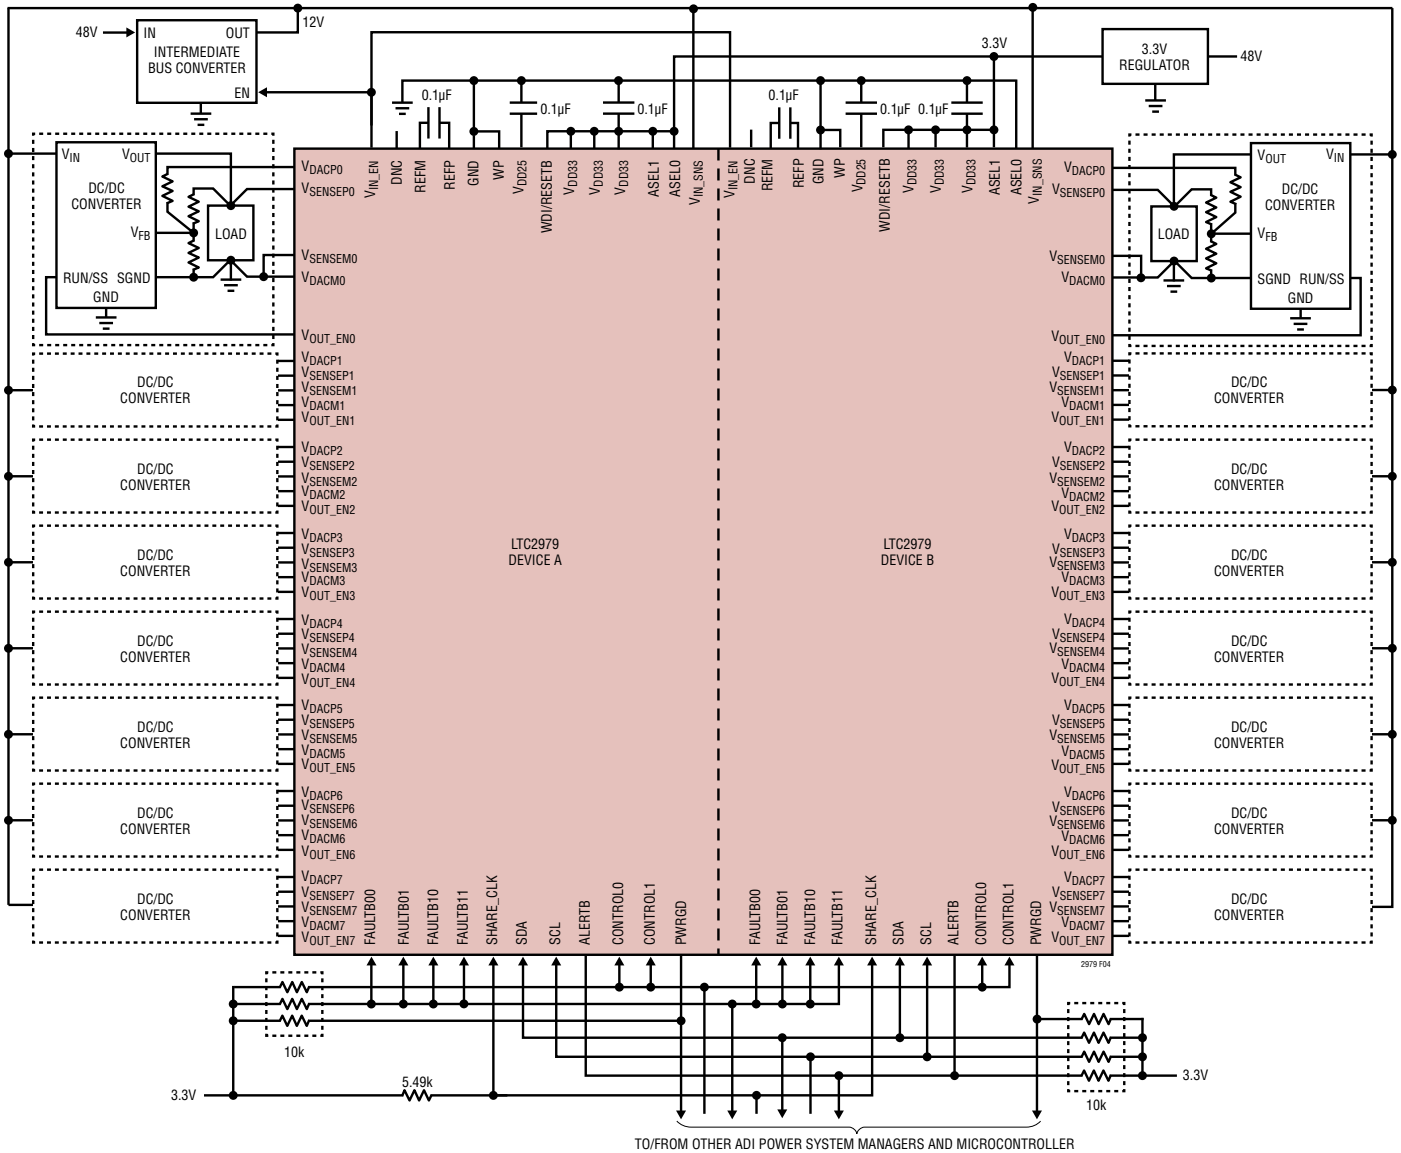 48V
IN
OUT
12V
INTERMEDIATE
BUS CONVERTER
EN
3.3V
3.3V
REGULATOR
48V
0.1µF
0.1µF
0.1µF
0.1µF
0.1µF
0.1µF
VIN
VOUT
DC/DC
CONVERTER
VFB
LOAD
RUN/SS
SGND
GND
VOUT
VIN
DC/DC
CONVERTER
LOAD
VFB
SGND
RUN/SS
GND
VIN_EN
DNC
REFM
REFP
GND
WP
VDD25
WDI/RESETB
VDD33
VDD33
VDD33
ASEL1
ASEL0
VIN_SNS
VIN_EN
DNC
REFM
REFP
GND
WP
VDD25
WDI/RESETB
VDD33
VDD33
VDD33
ASEL1
ASEL0
VIN_SNS
VDACP0
VSENSEP0
VSENSEM0
VDACM0
VOUT_EN0
VDACP0
VSENSEP0
VSENSEM0
VDACM0
VOUT_EN0
DC/DC
CONVERTER
VDACP1
VSENSEP1
VSENSEM1
VDACM1
VOUT_EN1
VDACP1
VSENSEP1
VSENSEM1
VDACM1
VOUT_EN1
DC/DC
CONVERTER
DC/DC
CONVERTER
VDACP2
VSENSEP2
VSENSEM2
VDACM2
VOUT_EN2
VDACP2
VSENSEP2
VSENSEM2
VDACM2
VOUT_EN2
DC/DC
CONVERTER
DC/DC
CONVERTER
VDACP3
VSENSEP3
VSENSEM3
VDACM3
VOUT_EN3
LTC2979
DEVICE A
LTC2979
DEVICE B
VDACP3
VSENSEP3
VSENSEM3
VDACM3
VOUT_EN3
DC/DC
CONVERTER
DC/DC
CONVERTER
VDACP4
VSENSEP4
VSENSEM4
VDACM4
VOUT_EN4
VDACP4
VSENSEP4
VSENSEM4
VDACM4
VOUT_EN4
DC/DC
CONVERTER
DC/DC
CONVERTER
VDACP5
VSENSEP5
VSENSEM5
VDACM5
VOUT_EN5
VDACP5
VSENSEP5
VSENSEM5
VDACM5
VOUT_EN5
DC/DC
CONVERTER
DC/DC
CONVERTER
VDACP6
VSENSEP6
VSENSEM6
VDACM6
VOUT_EN6
VDACP6
VSENSEP6
VSENSEM6
VDACM6
VOUT_EN6
DC/DC
CONVERTER
DC/DC
CONVERTER
VDACP7
VSENSEP7
VSENSEM7
VDACM7
VOUT_EN7
VDACP7
VSENSEP7
VSENSEM7
VDACM7
VOUT_EN7
DC/DC
CONVERTER
FAULTB00
FAULTB01
FAULTB10
FAULTB11
SHARE_CLK
SDA
SCL
ALERTB
CONTROL0
CONTROL1
PWRGD
FAULTB00
FAULTB01
FAULTB10
FAULTB11
SHARE_CLK
SDA
SCL
ALERTB
CONTROL0
CONTROL1
PWRGD
2979 F04
10k
3.3V
5.49k
3.3V
10k
TO/FROM OTHER ADI POWER SYSTEM MANAGERS AND MICROCONTROLLER